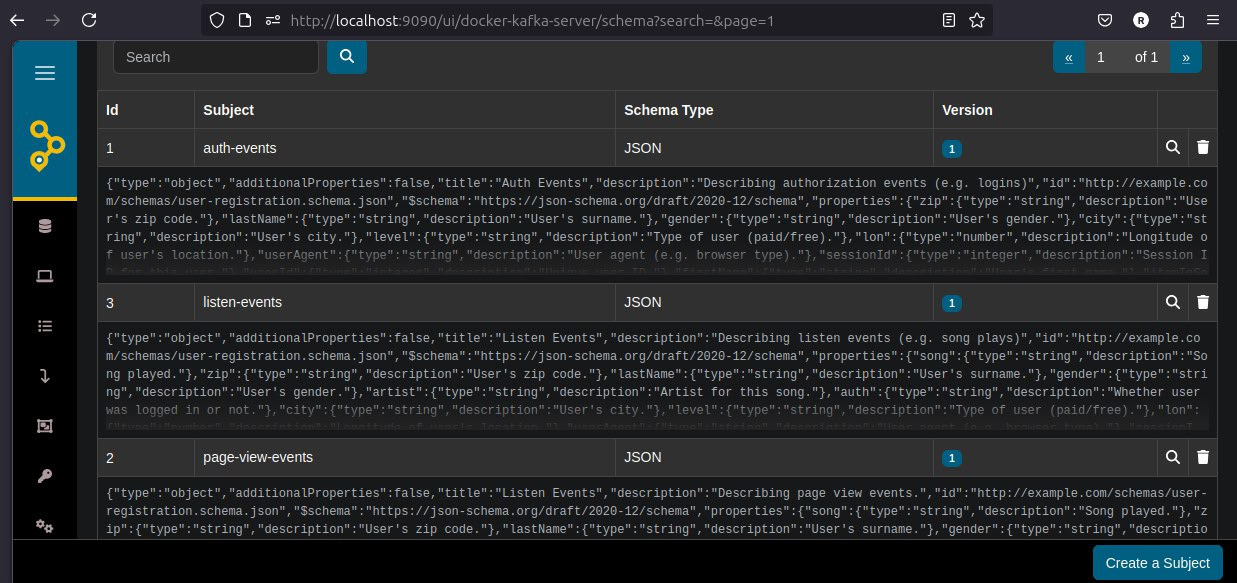 http://localhost:9090/ui/docker-kafka-server/schema?search=&page=1
R
Search
«
1
of 1
»
Id Subject Schema Type Version
1 auth-events JSON 1
{"type":"object","additionalProperties":false,"title":"Auth Events","description":"Describing authorization events (e.g. logins)","id":"http://example.co
m/schemas/user-registration.schema.json","$schema":"https://json-schema.org/draft/2020-12/schema","properties":{"zip":{"type":"string","description":"Use
r's zip code."},"lastName":{"type":"string","description":"User's surname."},"gender":{"type":"string","description":"User's gender."},"city":{"type":"st
ring","description":"User's city."},"level":{"type":"string","description":"Type of user (paid/free)."},"lon":{"type":"number","description":"Longitude o
f user's location."},"userAgent":{"type":"string","description":"User agent (e.g. browser type)."},"sessionId":{"type":"integer","description":"Session I
3 listen-events JSON 1
{"type":"object","additionalProperties":false,"title":"Listen Events","description":"Describing listen events (e.g. song plays)","id":"http://example.co
m/schemas/user-registration.schema.json","$schema":"https://json-schema.org/draft/2020-12/schema","properties":{"song":{"type":"string","description":"So
ng played."},"zip":{"type":"string","description":"User's zip code."},"lastName":{"type":"string","description":"User's surname."},"gender":{"type":"stri
ng","description":"User's gender."},"artist":{"type":"string","description":"Artist for this song."},"auth":{"type":"string","description":"Whether user
was logged in or not."},"city":{"type":"string","description":"User's city."},"level":{"type":"string","description":"Type of user (paid/free)."},"lon":
2 page-view-events JSON 1
{"type":"object","additionalProperties":false,"title":"Listen Events","description":"Describing page view events.","id":"http://example.com/schemas/user-
registration.schema.json","$schema":"https://json-schema.org/draft/2020-12/schema","properties":{"song":{"type":"string","description":"Song played."},"z
ip":{"type":"string","description":"User's zip code."},"lastName":{"type":"string","description":"User's surname."},"gender":{"type":"string","descriptio
Create a Subject